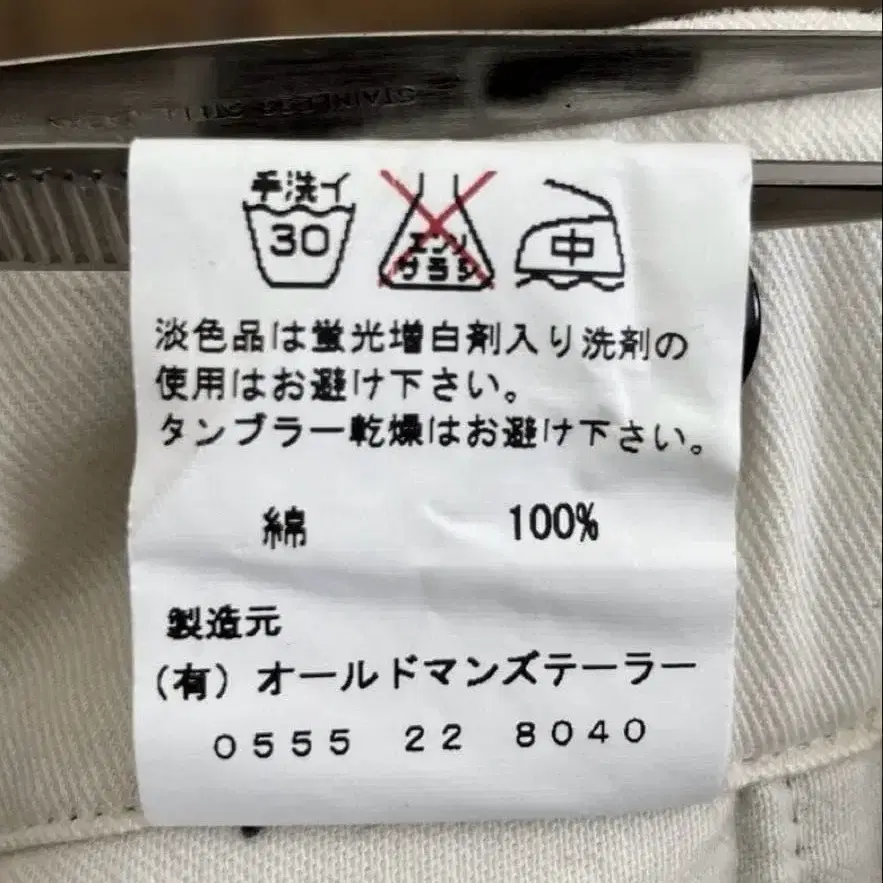 STAINLESS STEEL
手洗イ
30
エンソ
サラシ
中
淡色品は蛍光増白剤入り洗剤の
使用はお避け下さい。
タンブラー乾燥はお避け下さい。
綿 100%
製造元
(有) オールドマンズテーラー
0555 22 8040